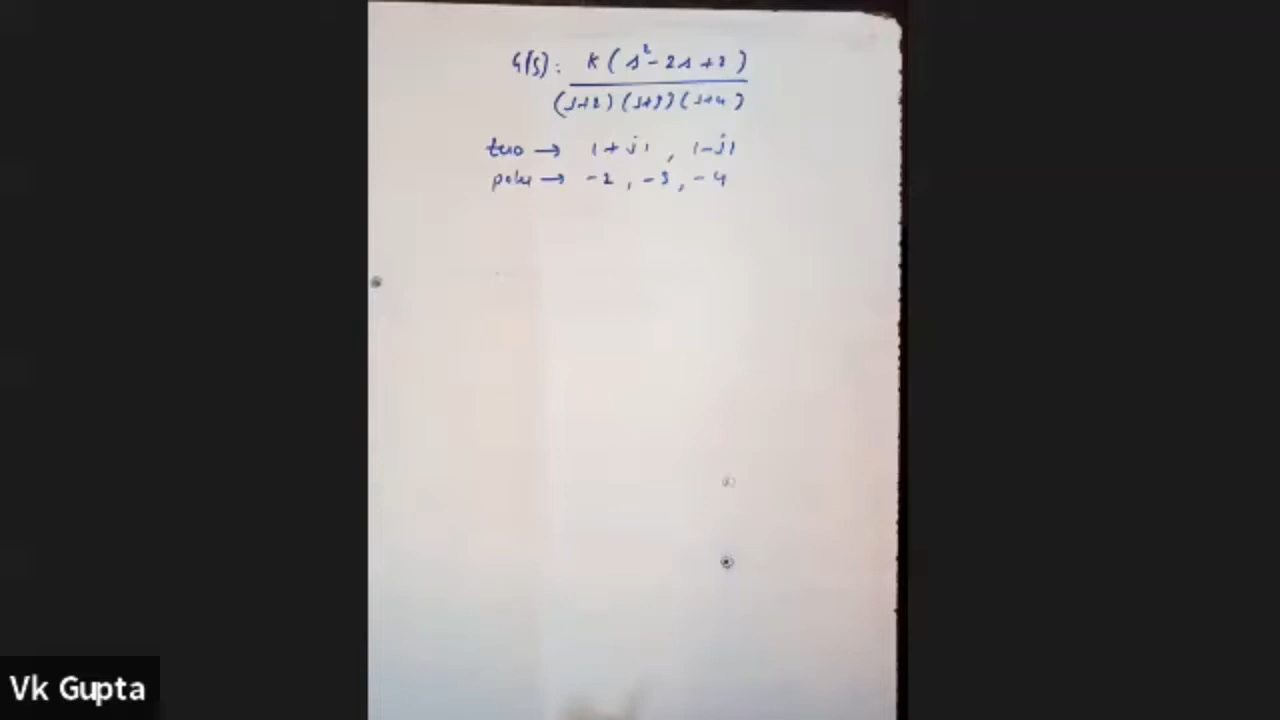 G(s): K(s²-2s+2)
(s+2)(s+3)(s+4)
zero → 1+j1, 1-j1
poles → -2, -3, -4
Vk Gupta